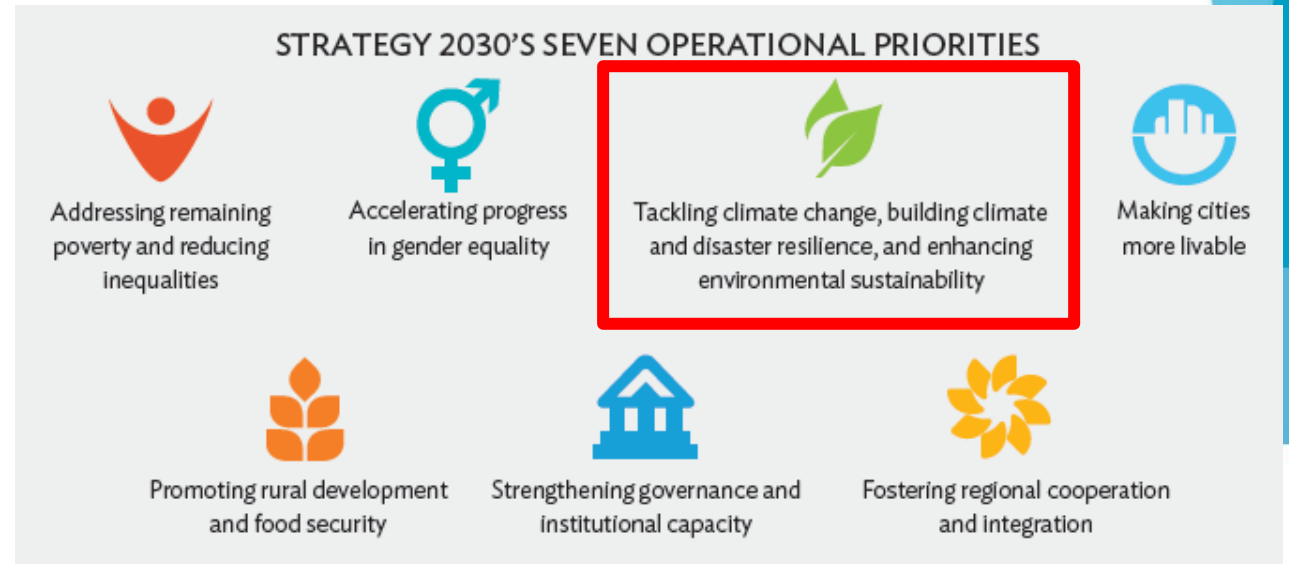 STRATEGY 2030'S SEVEN OPERATIONAL PRIORITIES
Addressing remaining
poverty and reducing
inequalities
Accelerating progress
in gender equality
Tackling climate change, building climate
and disaster resilience, and enhancing
environmental sustainability
Making cities
more livable
Promoting rural development
and food security
Strengthening governance and
institutional capacity
Fostering regional cooperation
and integration